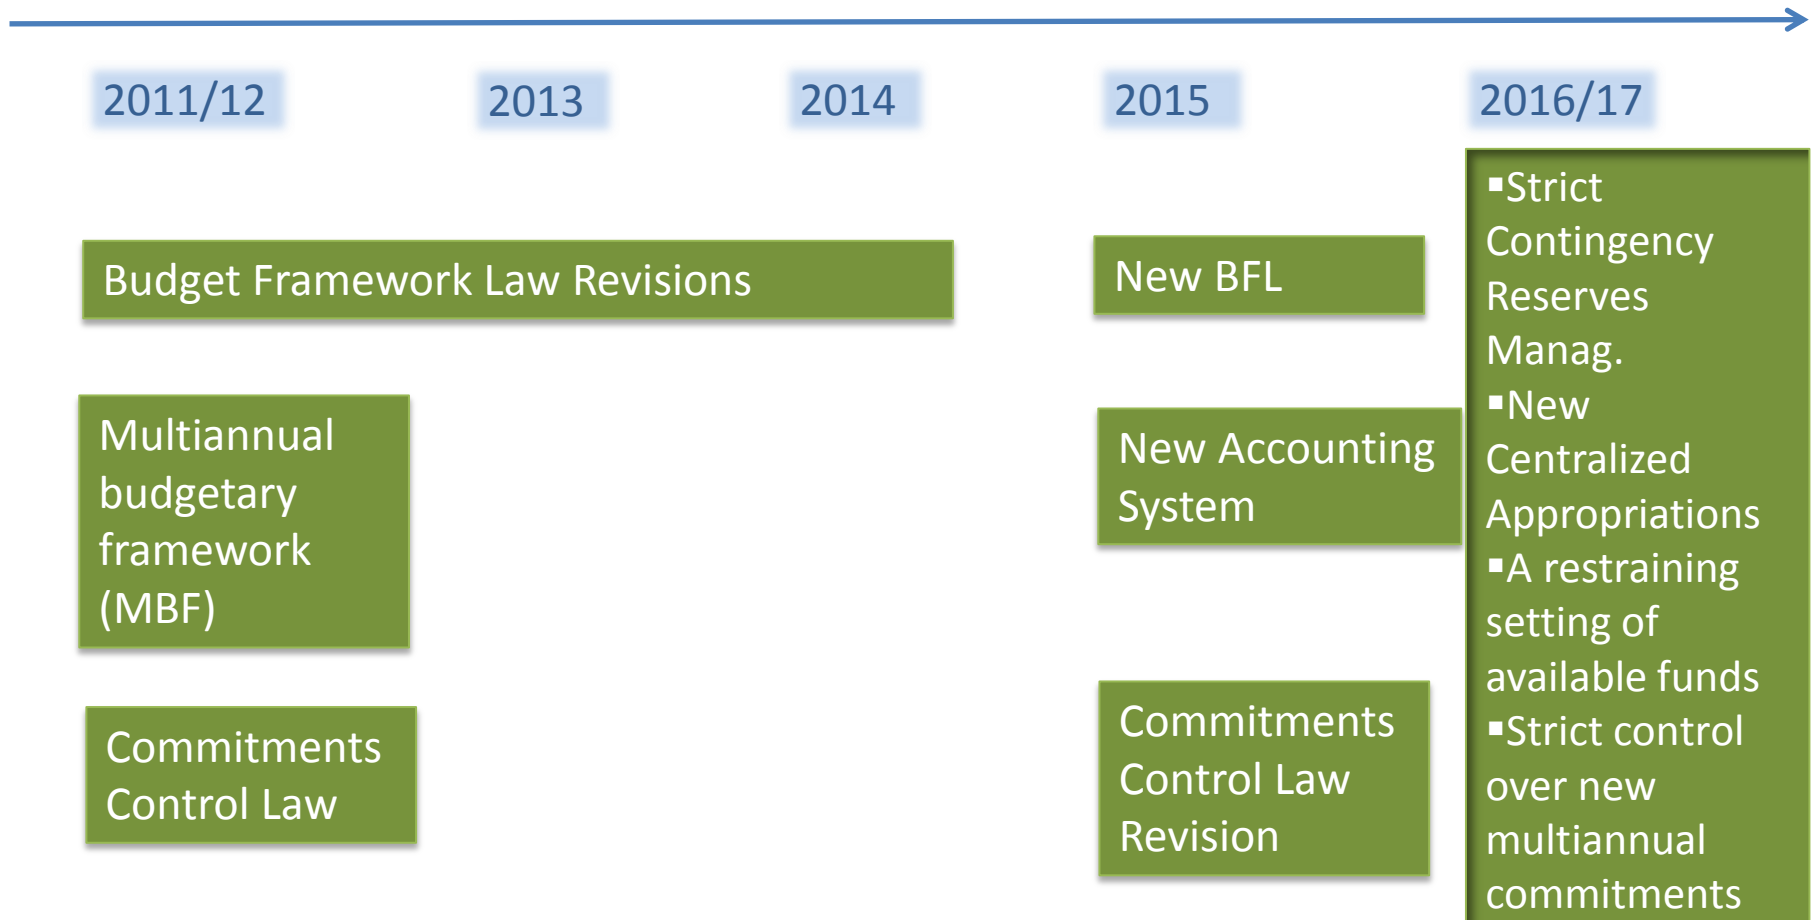 2011/12
2013
2014
2015
2016/17
Budget Framework Law Revisions
Multiannual
budgetary
framework
(MBF)
Commitments
Control Law
New BFL
New Accounting
System
Commitments
Control Law
Revision
▪Strict
Contingency
Reserves
Manag.
▪New
Centralized
Appropriations
▪A restraining
setting of
available funds
▪Strict control
over new
multiannual
commitments